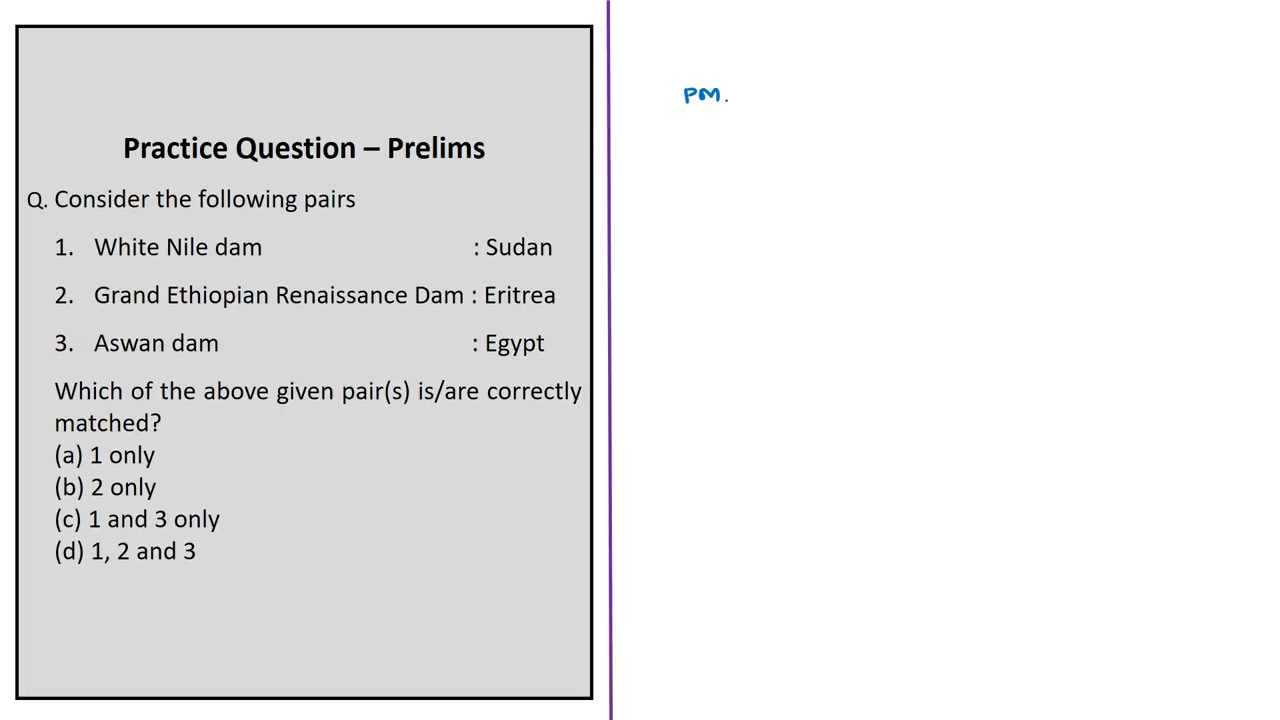 PM.
Practice Question – Prelims
Q. Consider the following pairs
1. White Nile dam : Sudan
2. Grand Ethiopian Renaissance Dam : Eritrea
3. Aswan dam : Egypt
Which of the above given pair(s) is/are correctly
matched?
(a) 1 only
(b) 2 only
(c) 1 and 3 only
(d) 1, 2 and 3